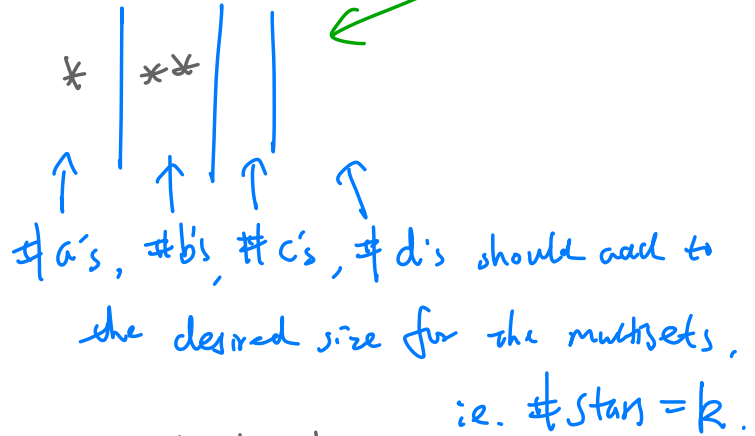 * | ** | |
#a's, #b's, #c's, #d's should add to
the desired size for the multisets.
ie. #stars = k.